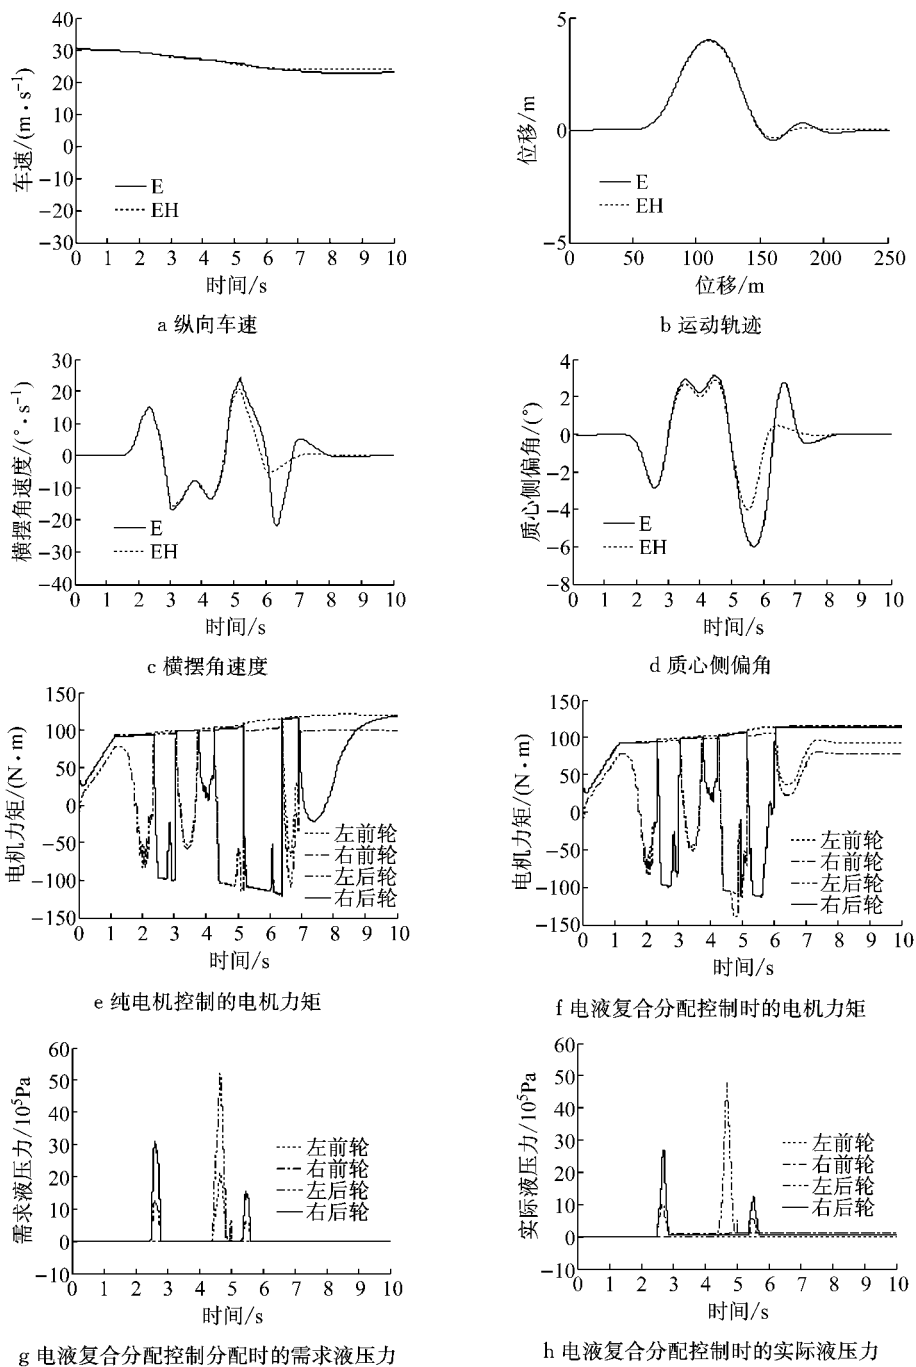 40
30
20
10
0
−10
−20
−30
车速/(m·s⁻¹)
E
EH
0 1 2 3 4 5 6 7 8 9 10
时间/s
a 纵向车速
5
0
−5
位移/m
E
EH
0 50 100 150 200 250
位移/m
b 运动轨迹
30
20
10
0
−10
−20
−30
−40
横摆角速度/(°·s⁻¹)
E
EH
0 1 2 3 4 5 6 7 8 9 10
时间/s
c 横摆角速度
4
2
0
−2
−4
−6
−8
质心侧偏角/(°)
E
EH
0 1 2 3 4 5 6 7 8 9 10
时间/s
d 质心侧偏角
150
100
50
0
−50
−100
−150
电机力矩/(N·m)
左前轮
右前轮
左后轮
右后轮
0 1 2 3 4 5 6 7 8 9 10
时间/s
e 纯电机控制的电机力矩
150
100
50
0
−50
−100
−150
电机力矩/(N·m)
左前轮
右前轮
左后轮
右后轮
0 1 2 3 4 5 6 7 8 9 10
时间/s
f 电液复合分配控制时的电机力矩
60
50
40
30
20
10
0
−10
需求液压力/10⁵Pa
左前轮
右前轮
左后轮
右后轮
0 1 2 3 4 5 6 7 8 9 10
时间/s
g 电液复合分配控制分配时的需求液压力
60
50
40
30
20
10
0
−10
实际液压力/10⁵Pa
左前轮
右前轮
左后轮
右后轮
0 1 2 3 4 5 6 7 8 9 10
时间/s
h 电液复合分配控制时的实际液压力